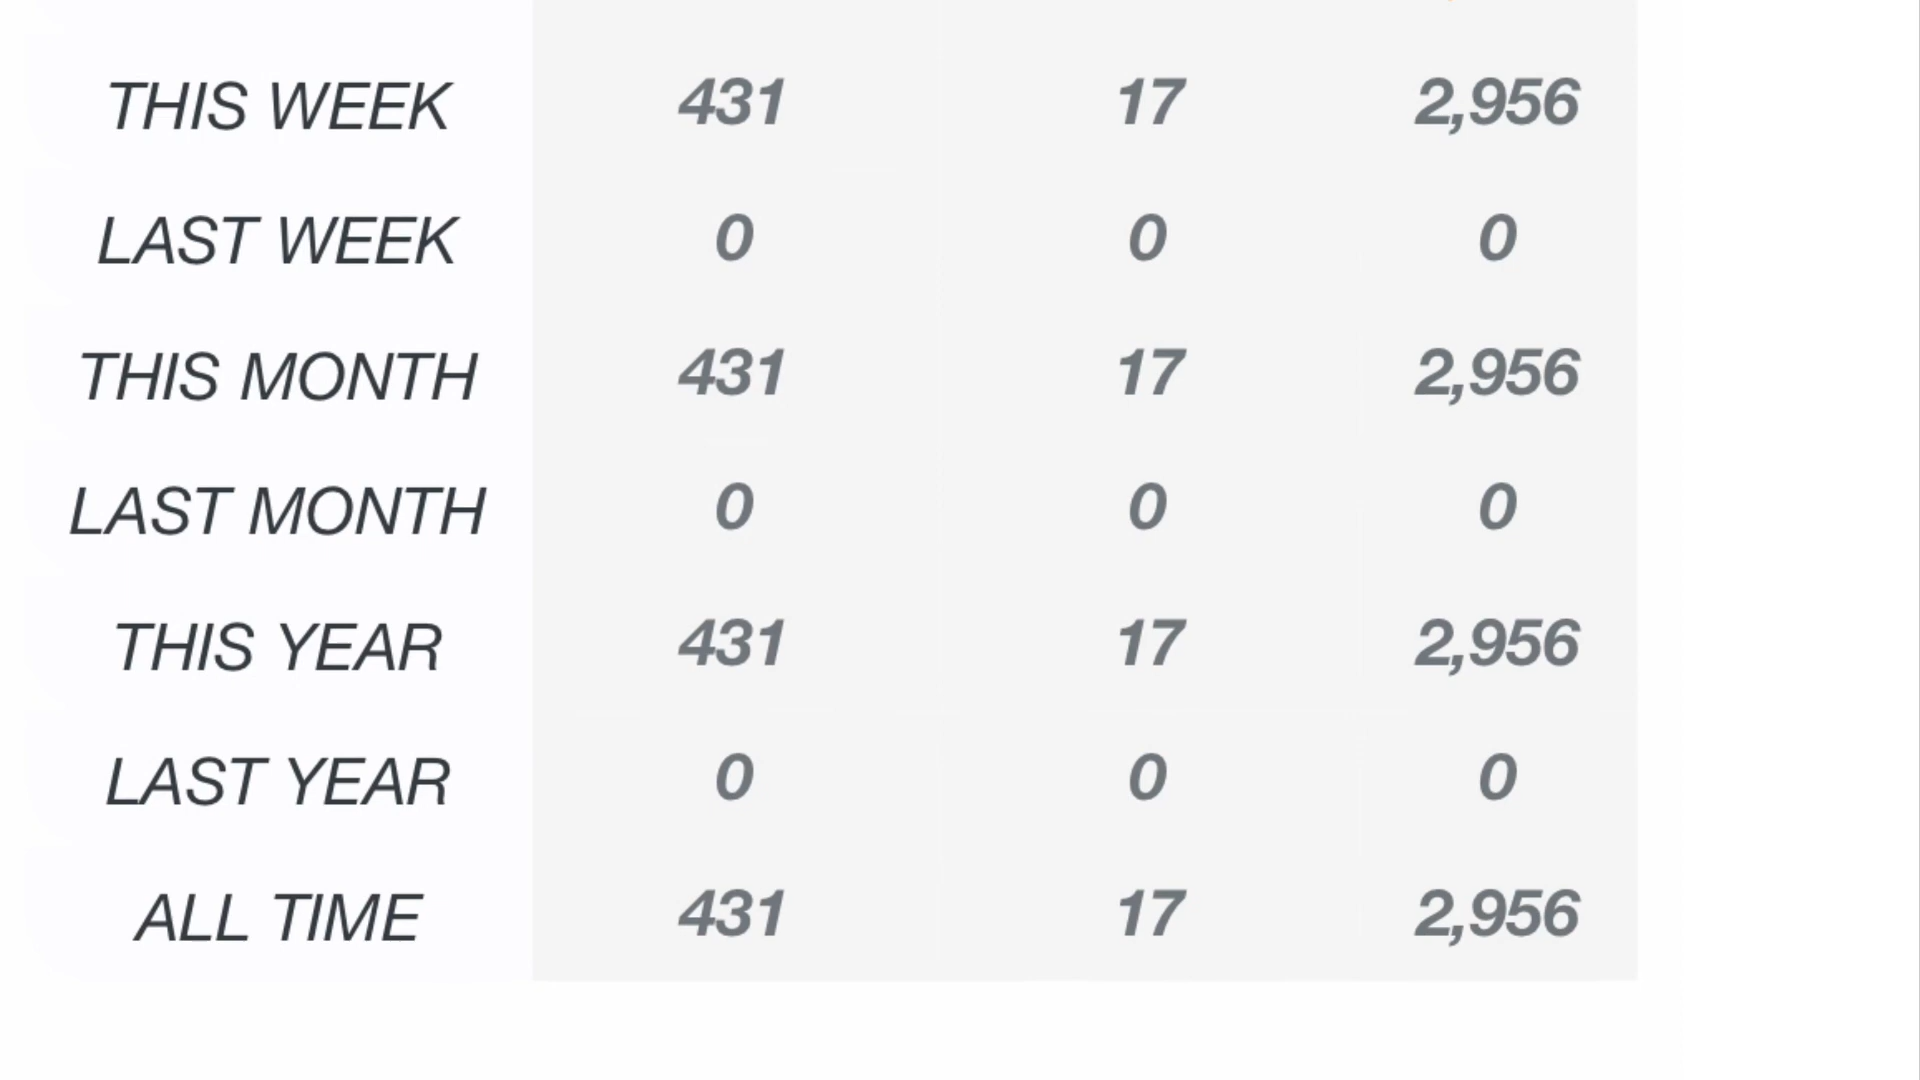 THIS WEEK 431 17 2,956
LAST WEEK 0 0 0
THIS MONTH 431 17 2,956
LAST MONTH 0 0 0
THIS YEAR 431 17 2,956
LAST YEAR 0 0 0
ALL TIME 431 17 2,956